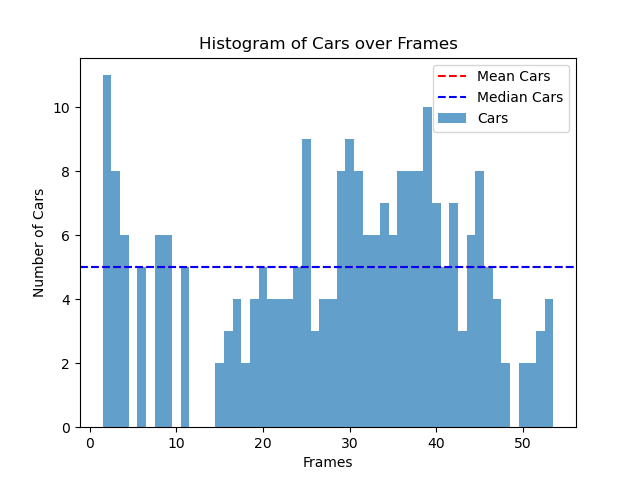 Histogram of Cars over Frames
Mean Cars
Median Cars
Cars
Number of Cars
10
8
6
4
2
0
0 10 20 30 40 50
Frames